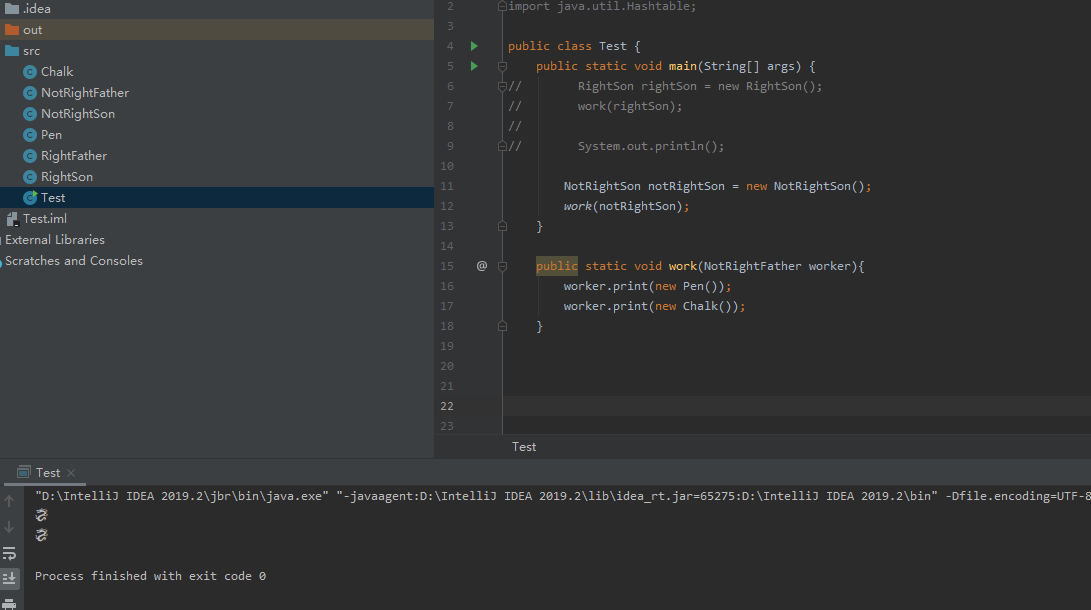 .idea
out
src
Chalk
NotRightFather
NotRightSon
Pen
RightFather
RightSon
Test
Test.iml
External Libraries
Scratches and Consoles
2 import java.util.Hashtable;
3
4 public class Test {
5 public static void main(String[] args) {
6 // RightSon rightSon = new RightSon();
7 // work(rightSon);
8 //
9 // System.out.println();
10
11 NotRightSon notRightSon = new NotRightSon();
12 work(notRightSon);
13 }
14
15 @ public static void work(NotRightFather worker){
16 worker.print(new Pen());
17 worker.print(new Chalk());
18 }
19
20
21
22
23
Test
Test
"D:\IntelliJ IDEA 2019.2\jbr\bin\java.exe" "-javaagent:D:\IntelliJ IDEA 2019.2\lib\idea_rt.jar=65275:D:\IntelliJ IDEA 2019.2\bin" -Dfile.encoding=UTF-8
Process finished with exit code 0